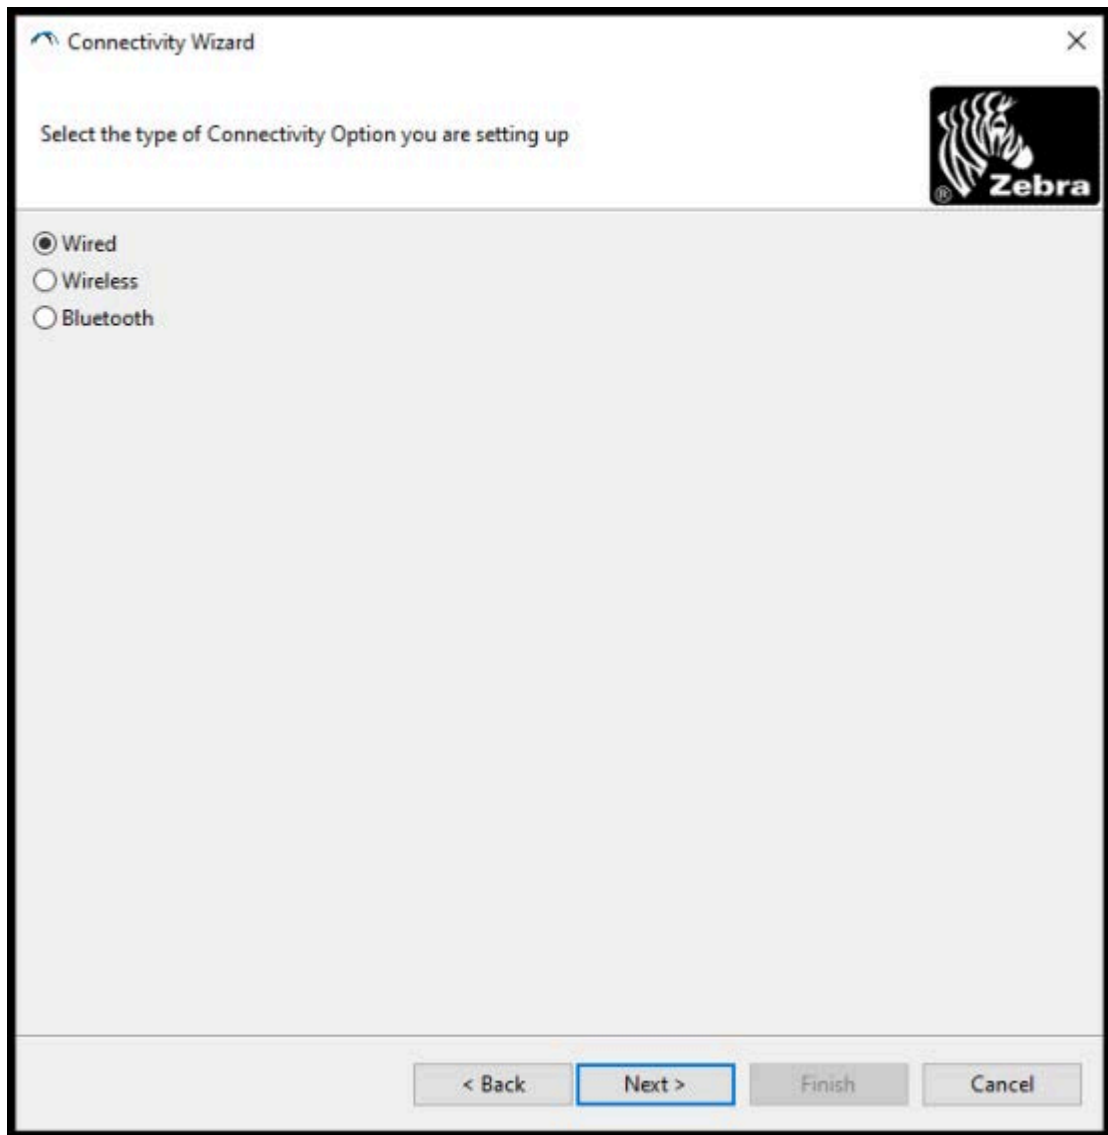 Connectivity Wizard
Select the type of Connectivity Option you are setting up
® Zebra
Wired
Wireless
Bluetooth
< Back Next > Finish Cancel